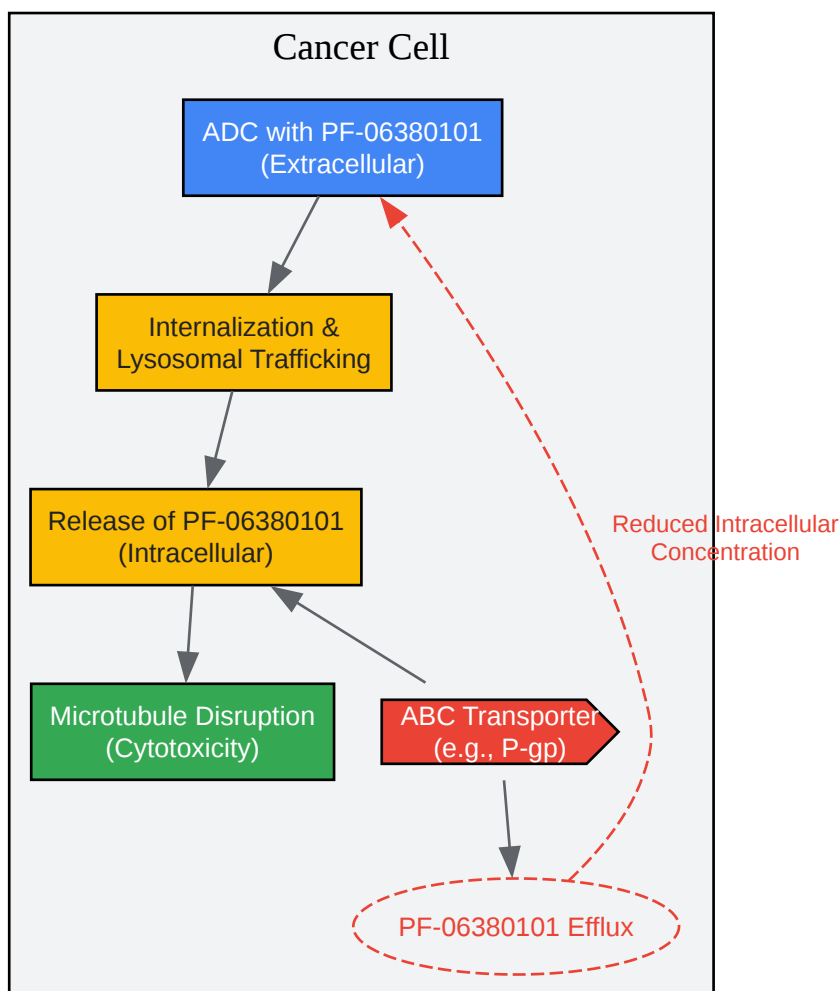 Cancer Cell
ADC with PF-06380101
(Extracellular)
Internalization &
Lysosomal Trafficking
Release of PF-06380101
(Intracellular)
Reduced Intracellular
Concentration
Microtubule Disruption
(Cytotoxicity)
ABC Transporter
(e.g., P-gp)
PF-06380101 Efflux